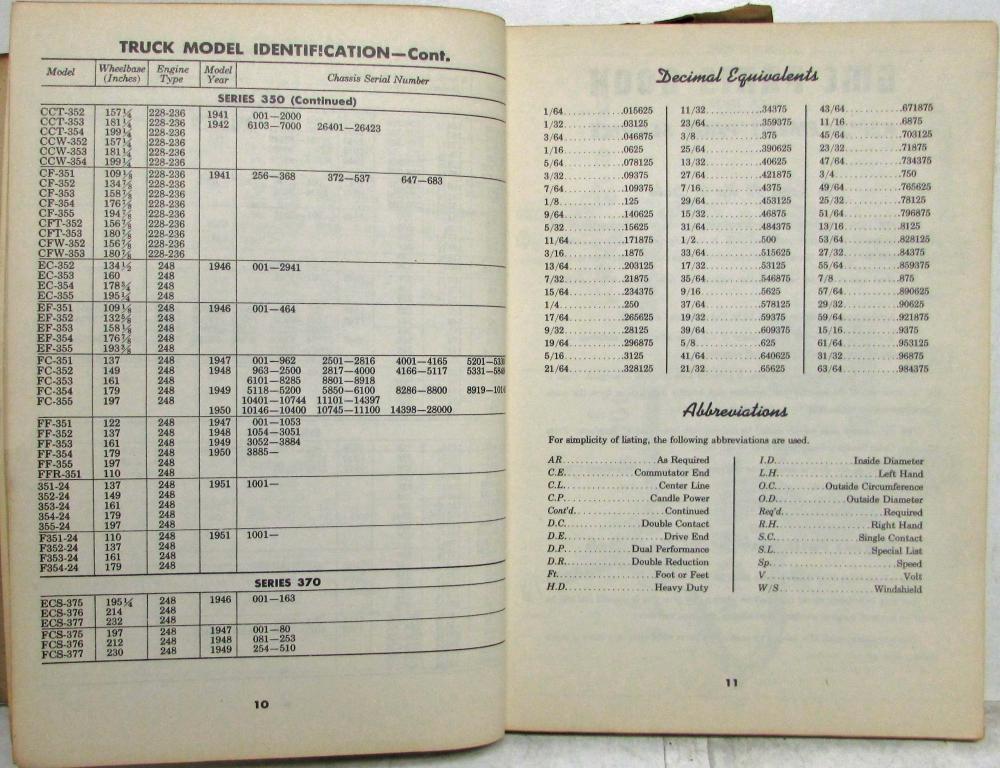 TRUCK MODEL IDENTIFICATION—Cont.
Model Wheelbase (Inches) Engine Type Model Year Chassis Serial Number
SERIES 350 (Continued)
CCT-352 157¼ 228-236 1941 001—2000
CCT-353 181¼ 228-236 1942 6103—7000 26401—26423
CCT-354 199¼ 228-236
CCW-352 157¼ 228-236
CCW-353 181¼ 228-236
CCW-354 199¼ 228-236
CF-351 109⅛ 228-236 1941 256—368 372—537 647—683
CF-352 134⅞ 228-236
CF-353 158⅞ 228-236
CF-354 176⅞ 228-236
CF-355 194⅞ 228-236
CFT-352 156⅞ 228-236
CFT-353 180⅞ 228-236
CFW-352 156⅞ 228-236
CFW-353 180⅞ 228-236
EC-352 134½ 248 1946 001—2941
EC-353 160 248
EC-354 178¾ 248
EC-355 195¼ 248
EF-351 109⅛ 248 1946 001—464
EF-352 132⅝ 248
EF-353 158⅛ 248
EF-354 176⅞ 248
EF-355 193⅜ 248
FC-351 137 248 1947 001—962 2501—2816 4001—4165
FC-352 149 248 1948 963—2500 2817—4000 4166—5117
FC-353 161 248 6101—8285 8801—8918
FC-354 179 248 1949 5118—5200 5850—6100 8286—8800
FC-355 197 248 10401—10744 11101—14397
1950 10146—10400 10745—11100 14398—28000
FF-351 122 248 1947 001—1053
FF-352 137 248 1948 1054—3051
FF-353 161 248 1949 3052—3884
FF-354 179 248 1950 3885—
FF-355 197 248
FFR-351 110 248
351-24 137 248 1951 1001—
352-24 149 248
353-24 161 248
354-24 179 248
355-24 197 248
F351-24 110 248 1951 1001—
F352-24 137 248
F353-24 161 248
F354-24 179 248
SERIES 370
ECS-375 195¼ 248 1946 001—163
ECS-376 214 248
ECS-377 232 248
FCS-375 197 248 1947 001—80
FCS-376 212 248 1948 081—253
FCS-377 230 248 1949 254—510
10
Decimal Equivalents
1/64 .015625 11/32 .34375 43/64 .671875
1/32 .03125 23/64 .359375 11/16 .6875
3/64 .046875 3/8 .375 45/64 .703125
1/16 .0625 25/64 .390625 23/32 .71875
5/64 .078125 13/32 .40625 47/64 .734375
3/32 .09375 27/64 .421875 3/4 .750
7/64 .109375 7/16 .4375 49/64 .765625
1/8 .125 29/64 .453125 25/32 .78125
9/64 .140625 15/32 .46875 51/64 .796875
5/32 .15625 31/64 .484375 13/16 .8125
11/64 .171875 1/2 .500 53/64 .828125
3/16 .1875 33/64 .515625 27/32 .84375
13/64 .203125 17/32 .53125 55/64 .859375
7/32 .21875 35/64 .546875 7/8 .875
15/64 .234375 9/16 .5625 57/64 .890625
1/4 .250 37/64 .578125 29/32 .90625
17/64 .265625 19/32 .59375 59/64 .921875
9/32 .28125 39/64 .609375 15/16 .9375
19/64 .296875 5/8 .625 61/64 .953125
5/16 .3125 41/64 .640625 31/32 .96875
21/64 .328125 21/32 .65625 63/64 .984375
Abbreviations
For simplicity of listing, the following abbreviations are used.
AR As Required I.D. Inside Diameter
C.E. Commutator End L.H. Left Hand
C.L. Center Line O.C. Outside Circumference
C.P. Candle Power O.D. Outside Diameter
Cont'd. Continued Req'd. Required
D.C. Double Contact R.H. Right Hand
D.E. Drive End S.C. Single Contact
D.P. Dual Performance S.L. Special List
D.R. Double Reduction Sp. Speed
Ft. Foot or Feet V Volt
H.D. Heavy Duty W/S Windshield
11